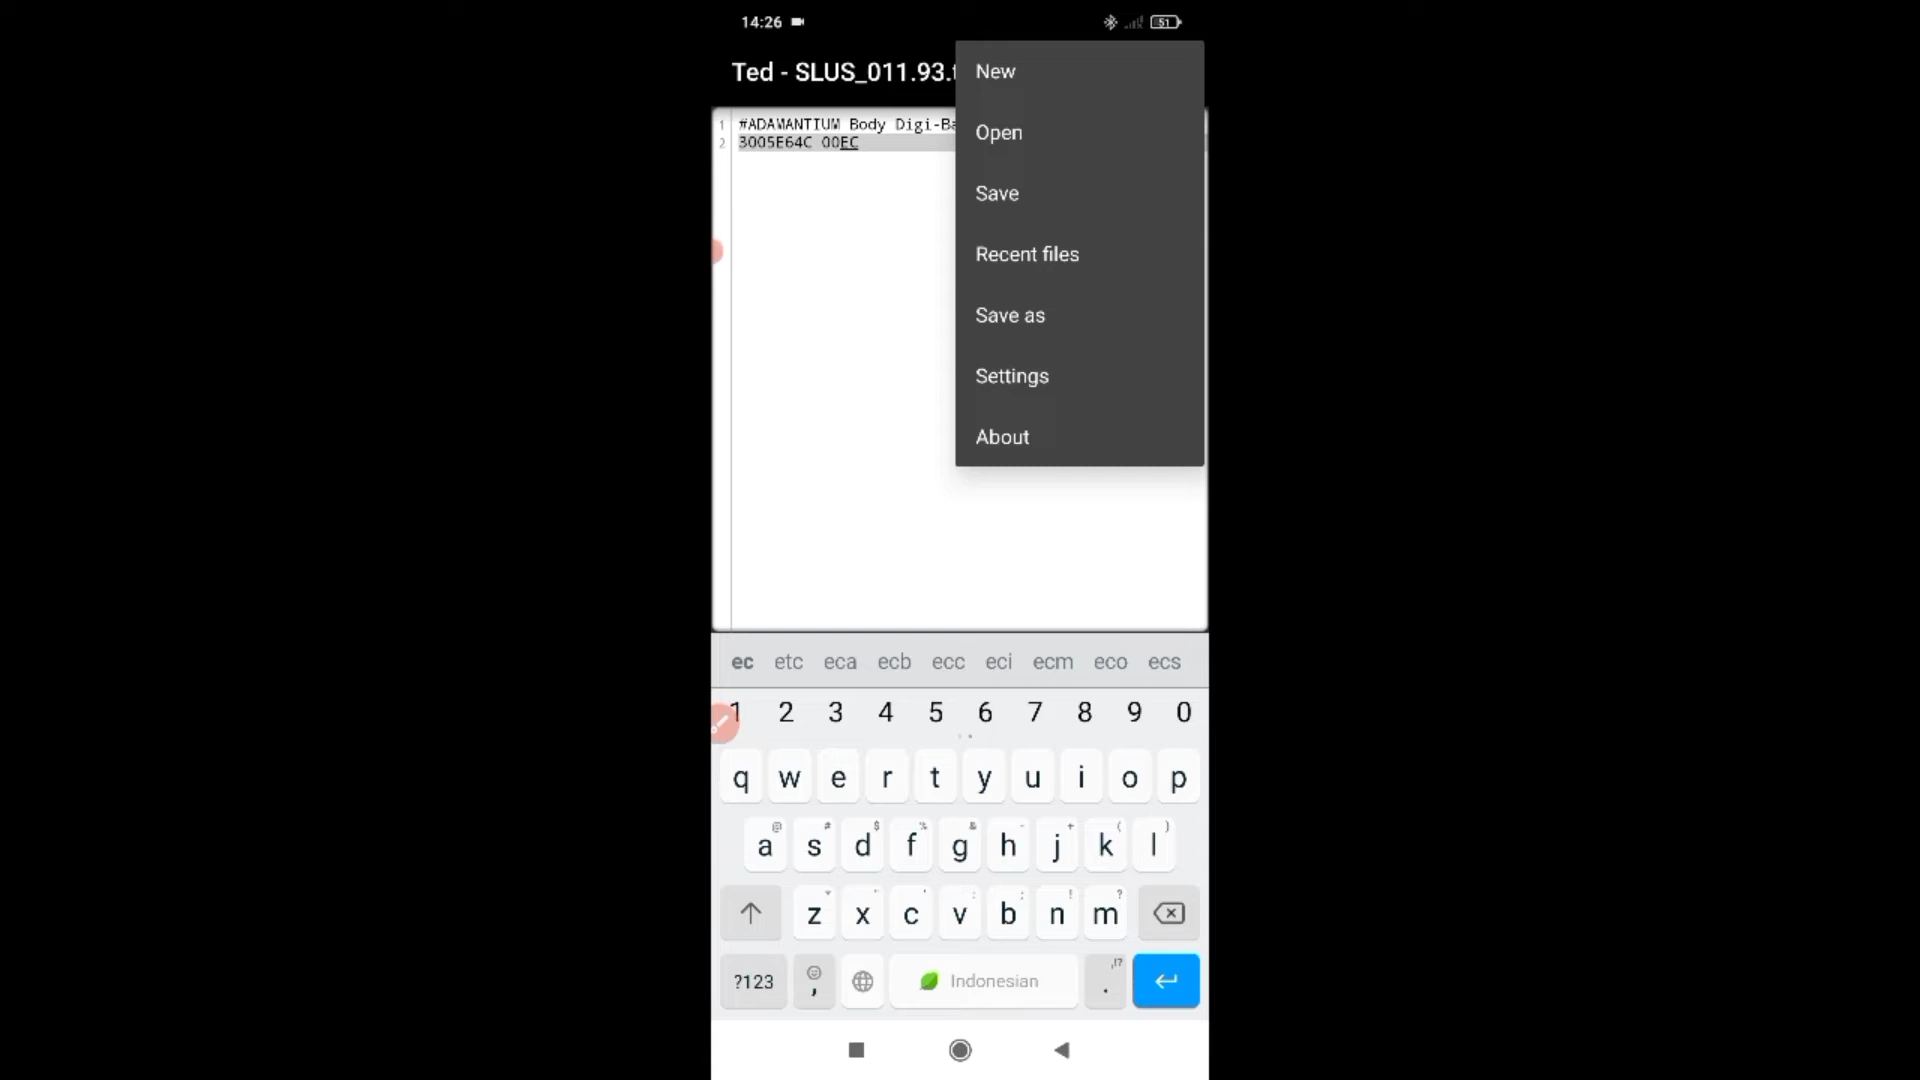 14:26
51
Ted - SLUS_011.93.
New
Open
Save
Recent files
Save as
Settings
About
1 #ADAMANTIUM Body Digi-Ba
2 3005E64C 00EC
ec etc eca ecb ecc eci ecm eco ecs
1 2 3 4 5 6 7 8 9 0
q w e r t y u i o p
@ # $ % & - + ( )
a s d f g h j k l
* " ' : ; ! ?
z x c v b n m
?123 , Indonesian . ,!?